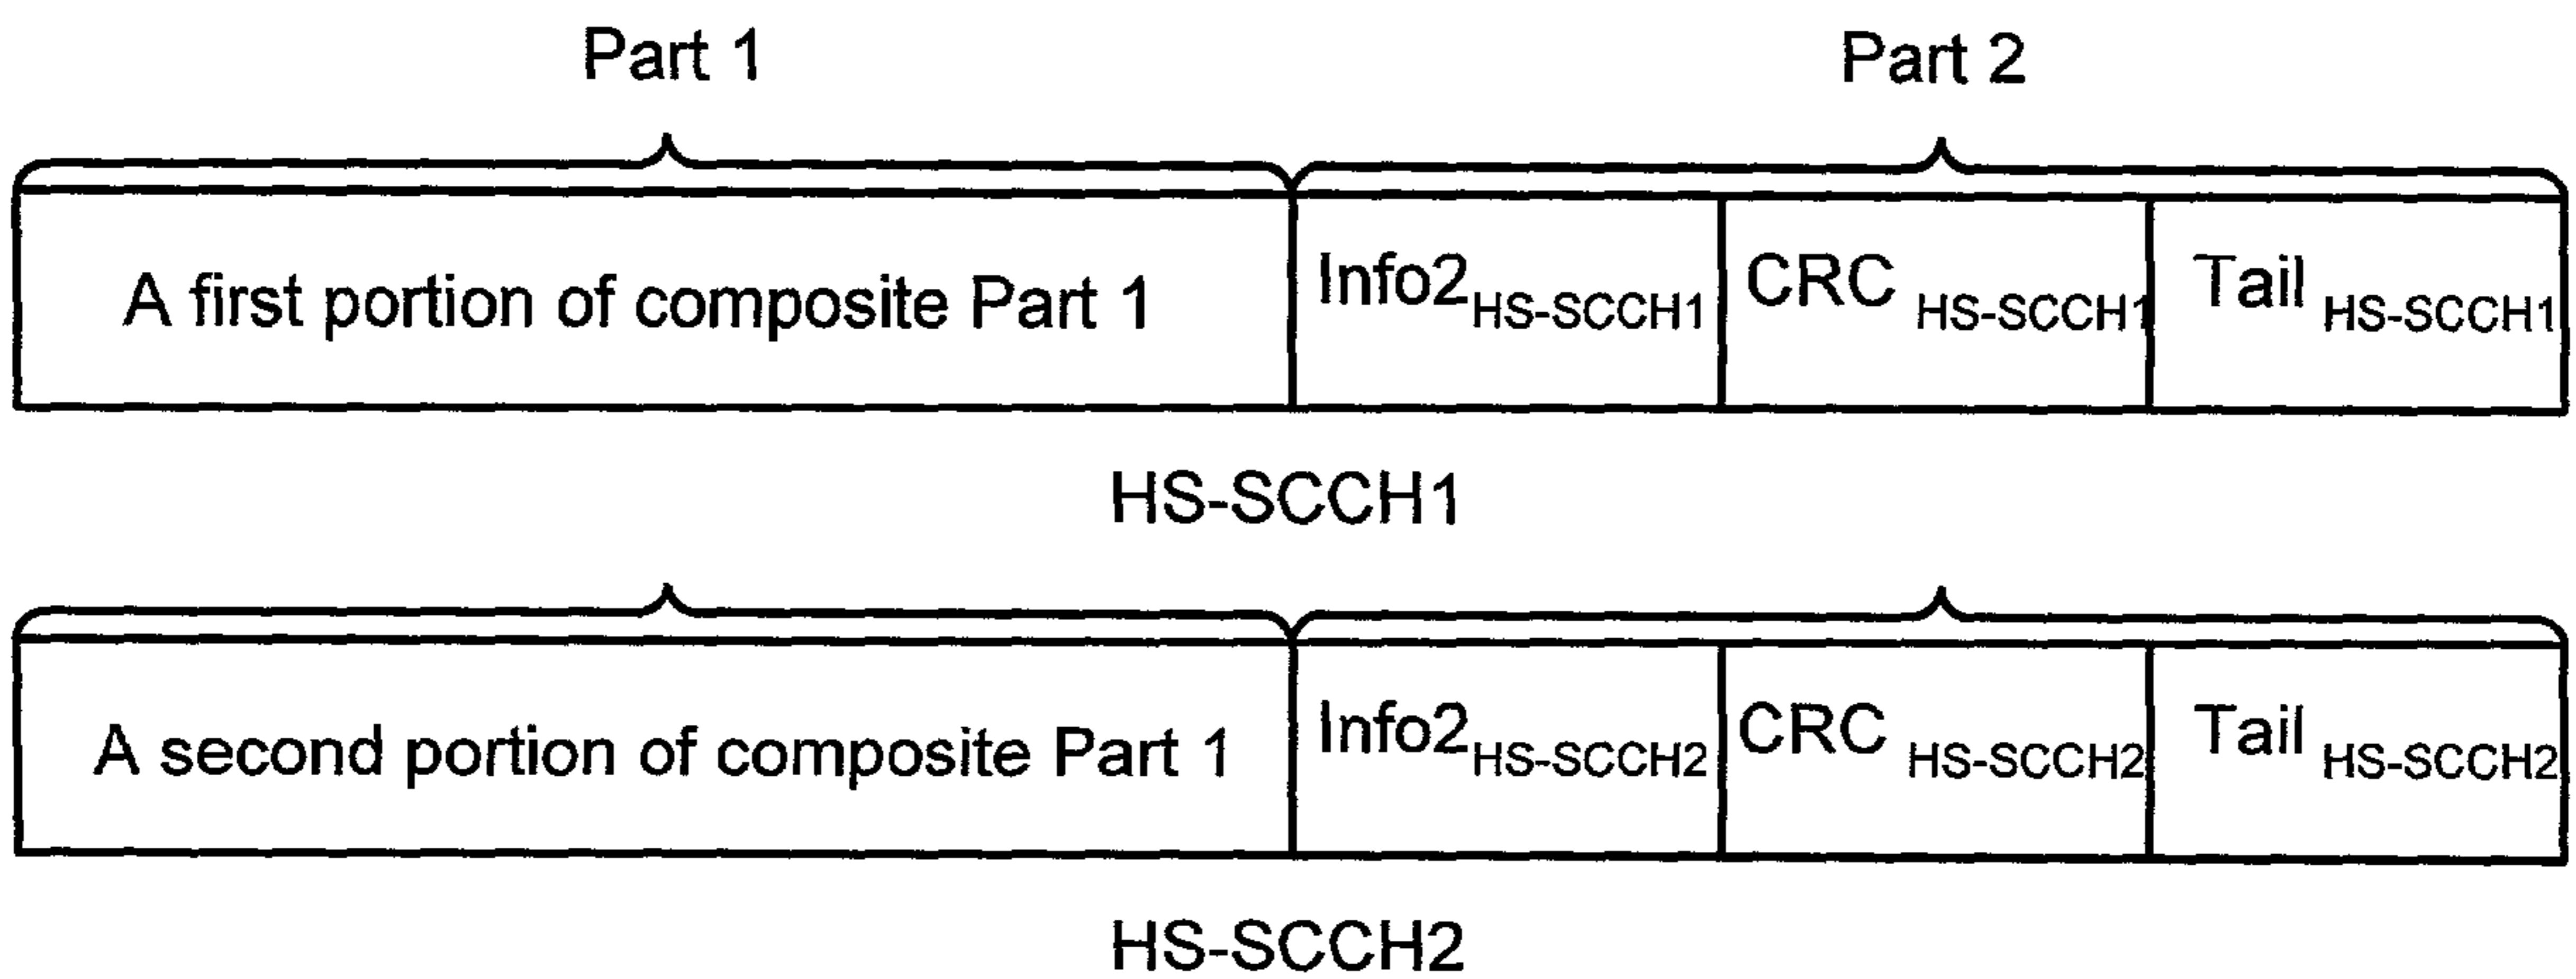 Part 1 Part 2
A first portion of composite Part 1 Info2HS-SCCH1 CRC HS-SCCH1 Tail HS-SCCH1
HS-SCCH1
A second portion of composite Part 1 Info2HS-SCCH2 CRC HS-SCCH2 Tail HS-SCCH2
HS-SCCH2